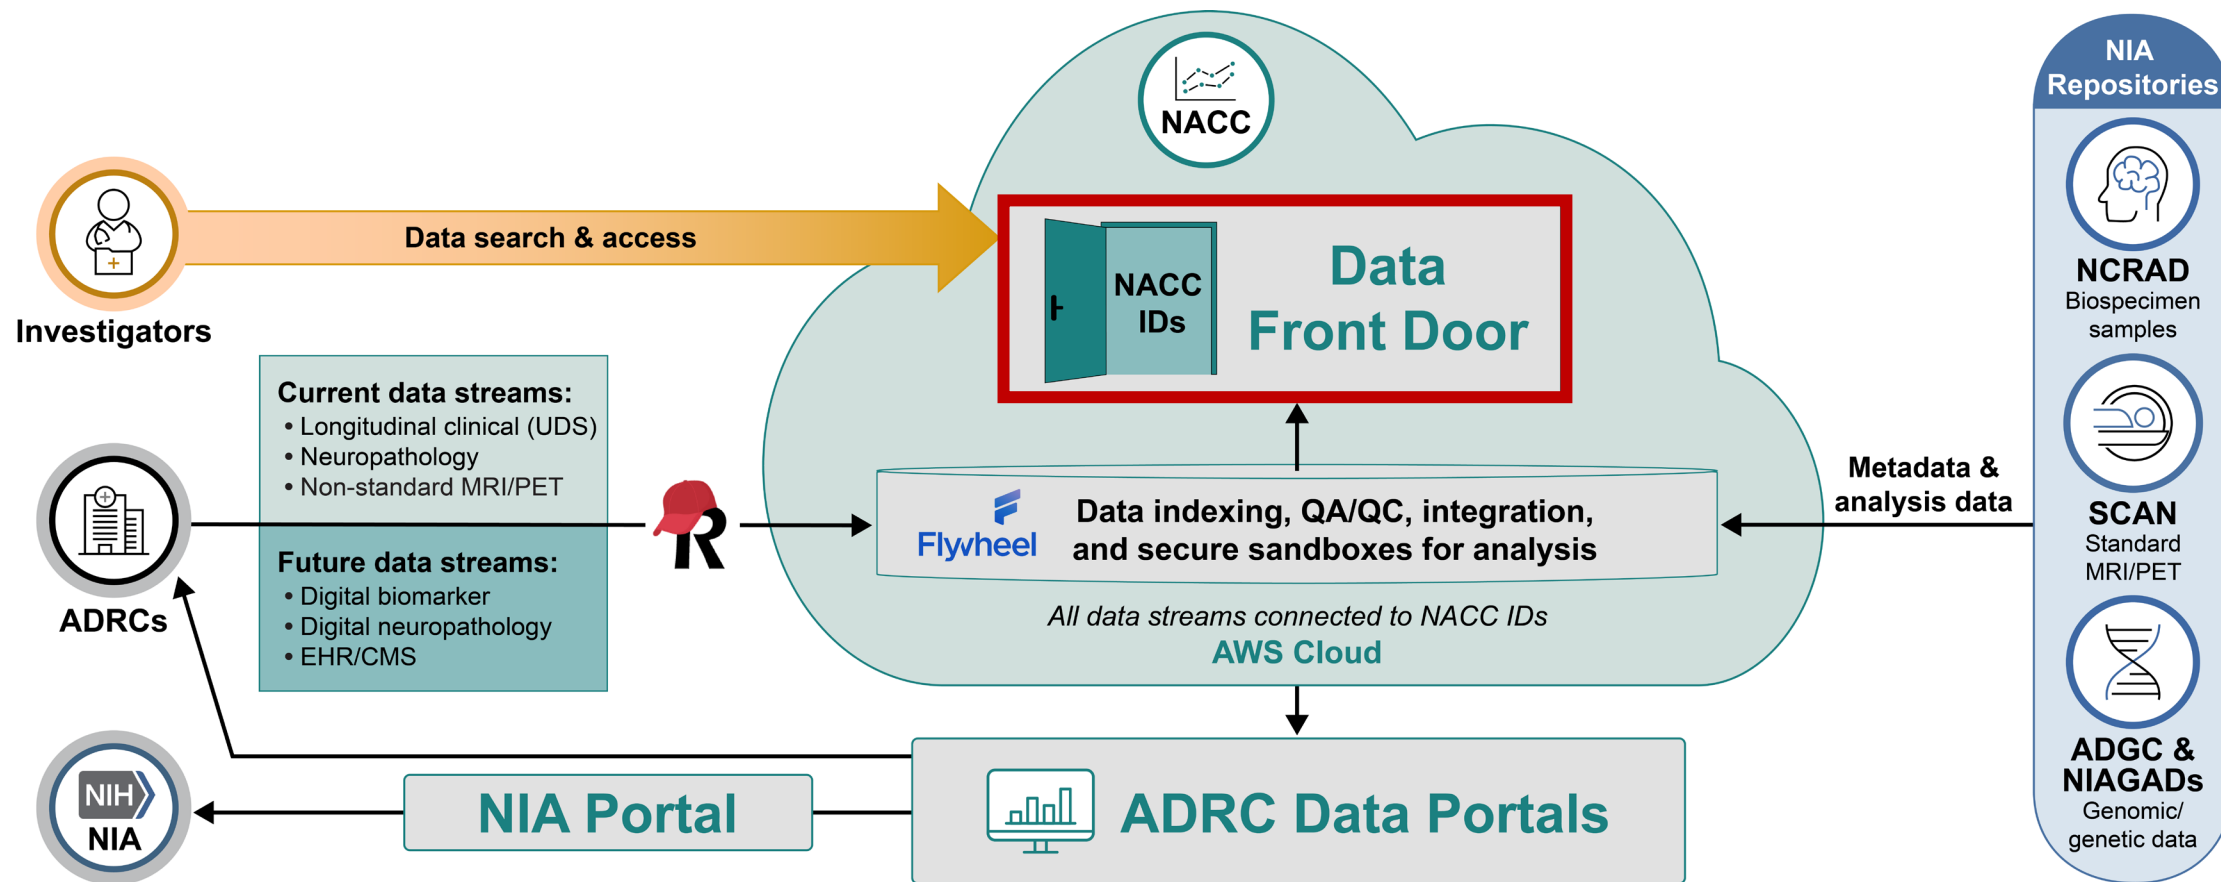 NACC
NIA
Repositories
Data search & access
Investigators
NACC
IDs
Data
Front Door
NCRAD
Biospecimen
samples
Current data streams:
• Longitudinal clinical (UDS)
• Neuropathology
• Non-standard MRI/PET
Future data streams:
• Digital biomarker
• Digital neuropathology
• EHR/CMS
ADRCs
R
Flywheel
Data indexing, QA/QC, integration,
and secure sandboxes for analysis
All data streams connected to NACC IDs
AWS Cloud
Metadata &
analysis data
SCAN
Standard
MRI/PET
ADGC &
NIAGADs
Genomic/
genetic data
NIH
NIA
NIA Portal
ADRC Data Portals